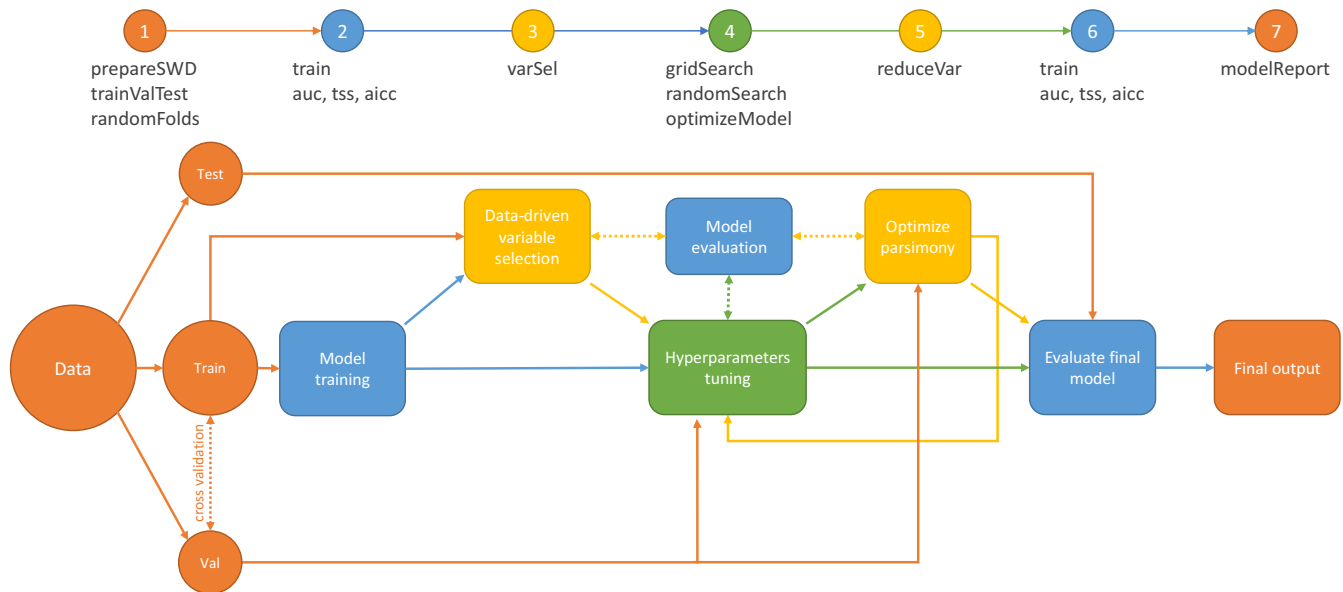 1
2
3
4
5
6
7
prepareSWD
trainValTest
randomFolds
train
auc, tss, aicc
varSel
gridSearch
randomSearch
optimizeModel
reduceVar
train
auc, tss, aicc
modelReport
Test
Data-driven
variable
selection
Model
evaluation
Optimize
parsimony
Data
Train
Model
training
Hyperparameters
tuning
Evaluate final
model
Final output
cross validation
Val